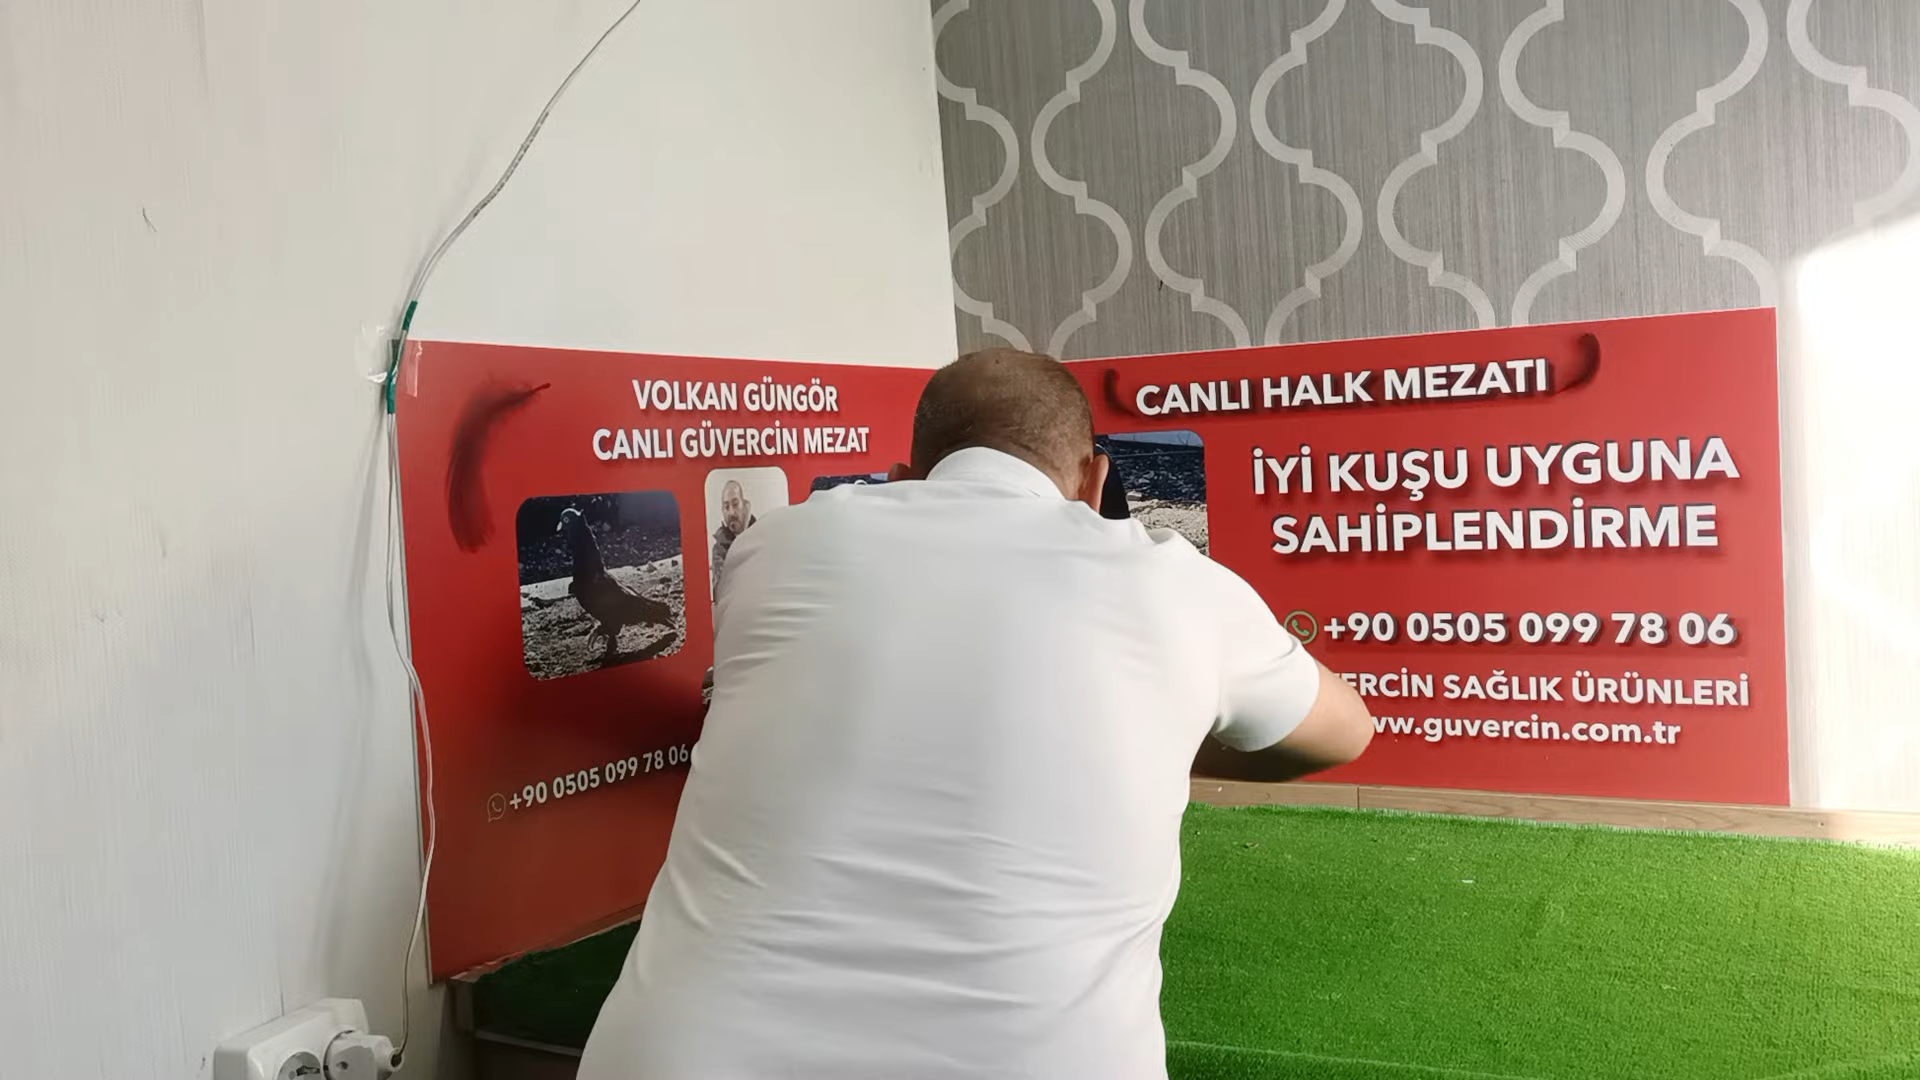 VOLKAN GÜNGÖR
CANLI GÜVERCİN MEZAT
+90 0505 099 78 06
CANLI HALK MEZATI
İYİ KUŞU UYGUNA
SAHİPLENDİRME
+90 0505 099 78 06
SAĞLIK ÜRÜNLERİ
www.guvercin.com.tr